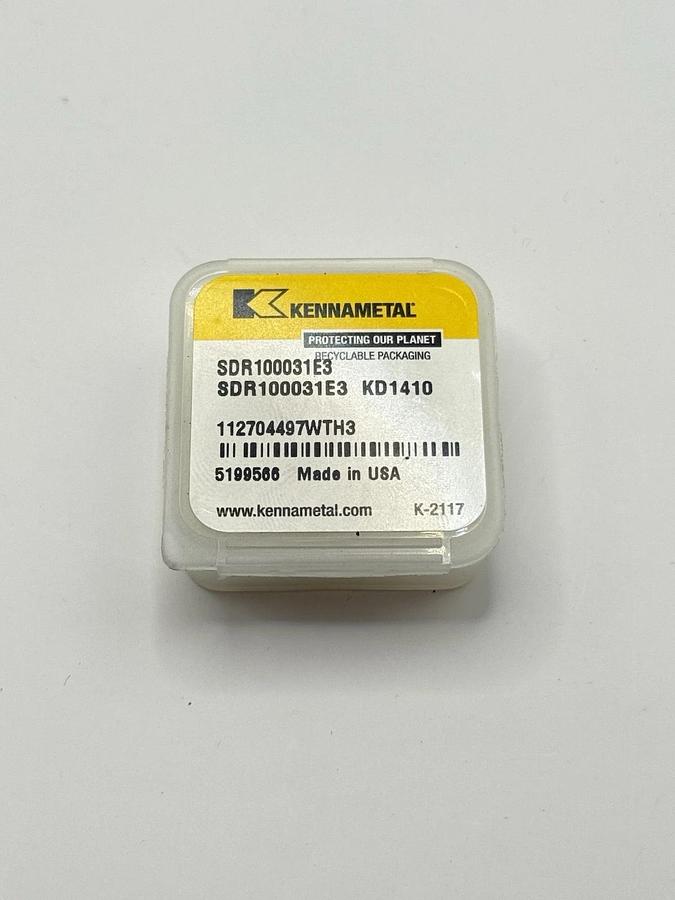 KENNAMETAL
PROTECTING OUR PLANET
RECYCLABLE PACKAGING
SDR100031E3
SDR100031E3 KD1410
112704497WTH3
5199566 Made in USA
www.kennametal.com K-2117